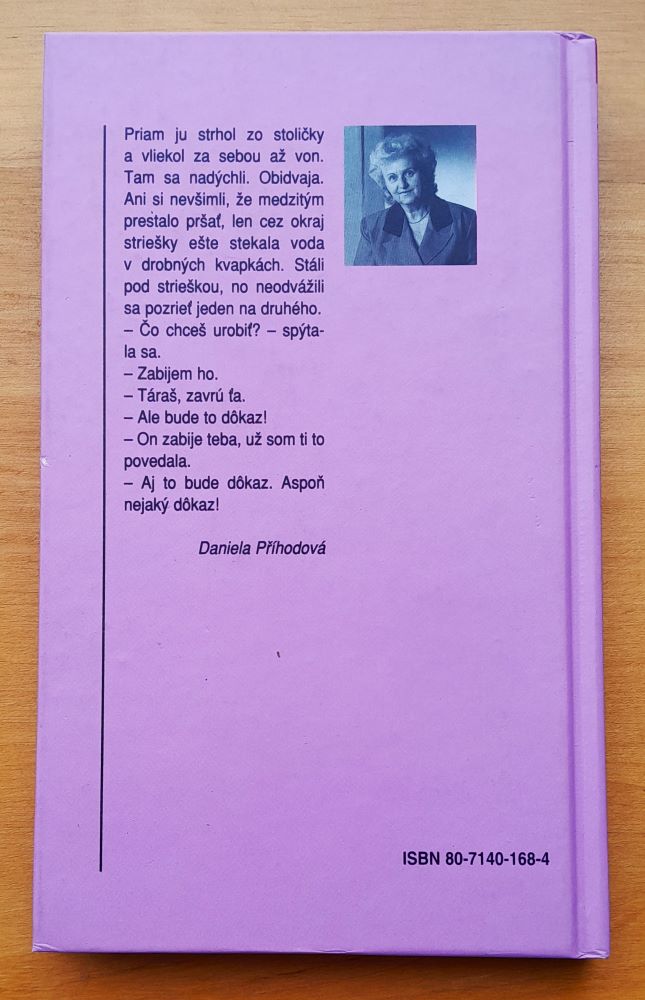 Priam ju strhol zo stoličky
a vliekol za sebou až von.
Tam sa nadýchli. Obidvaja.
Ani si nevšimli, že medzitým
prestalo pršať, len cez okraj
striešky ešte stekala voda
v drobných kvapkách. Stáli
pod strieškou, no neodvážili
sa pozrieť jeden na druhého.
– Čo chceš urobiť? – spýta-
la sa.
– Zabijem ho.
– Táraš, zavrú ťa.
– Ale bude to dôkaz!
– On zabije teba, už som ti to
povedala.
– Aj to bude dôkaz. Aspoň
nejaký dôkaz!
Daniela Příhodová
ISBN 80-7140-168-4